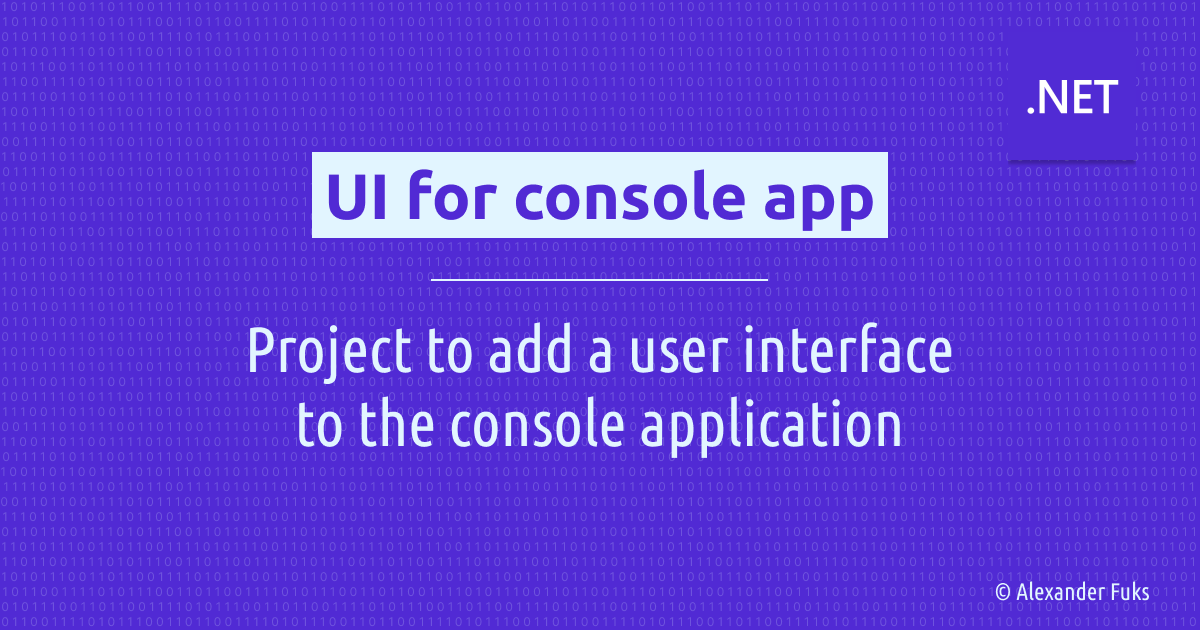 .NET
UI for console app
Project to add a user interface
to the console application
© Alexander Fuks